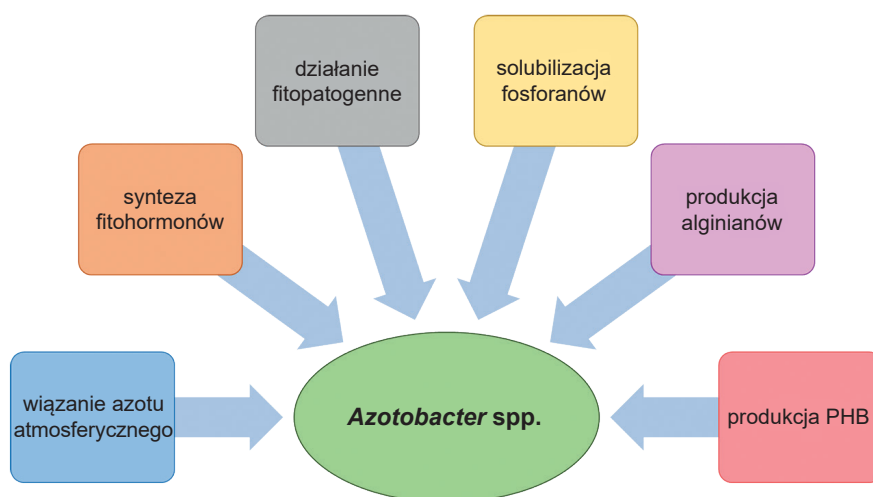 działanie
fitopatogenne
solubilizacja
fosforanów
synteza
fitohormonów
produkcja
alginianów
wiązanie azotu
atmosferycznego
Azotobacter spp.
produkcja PHB